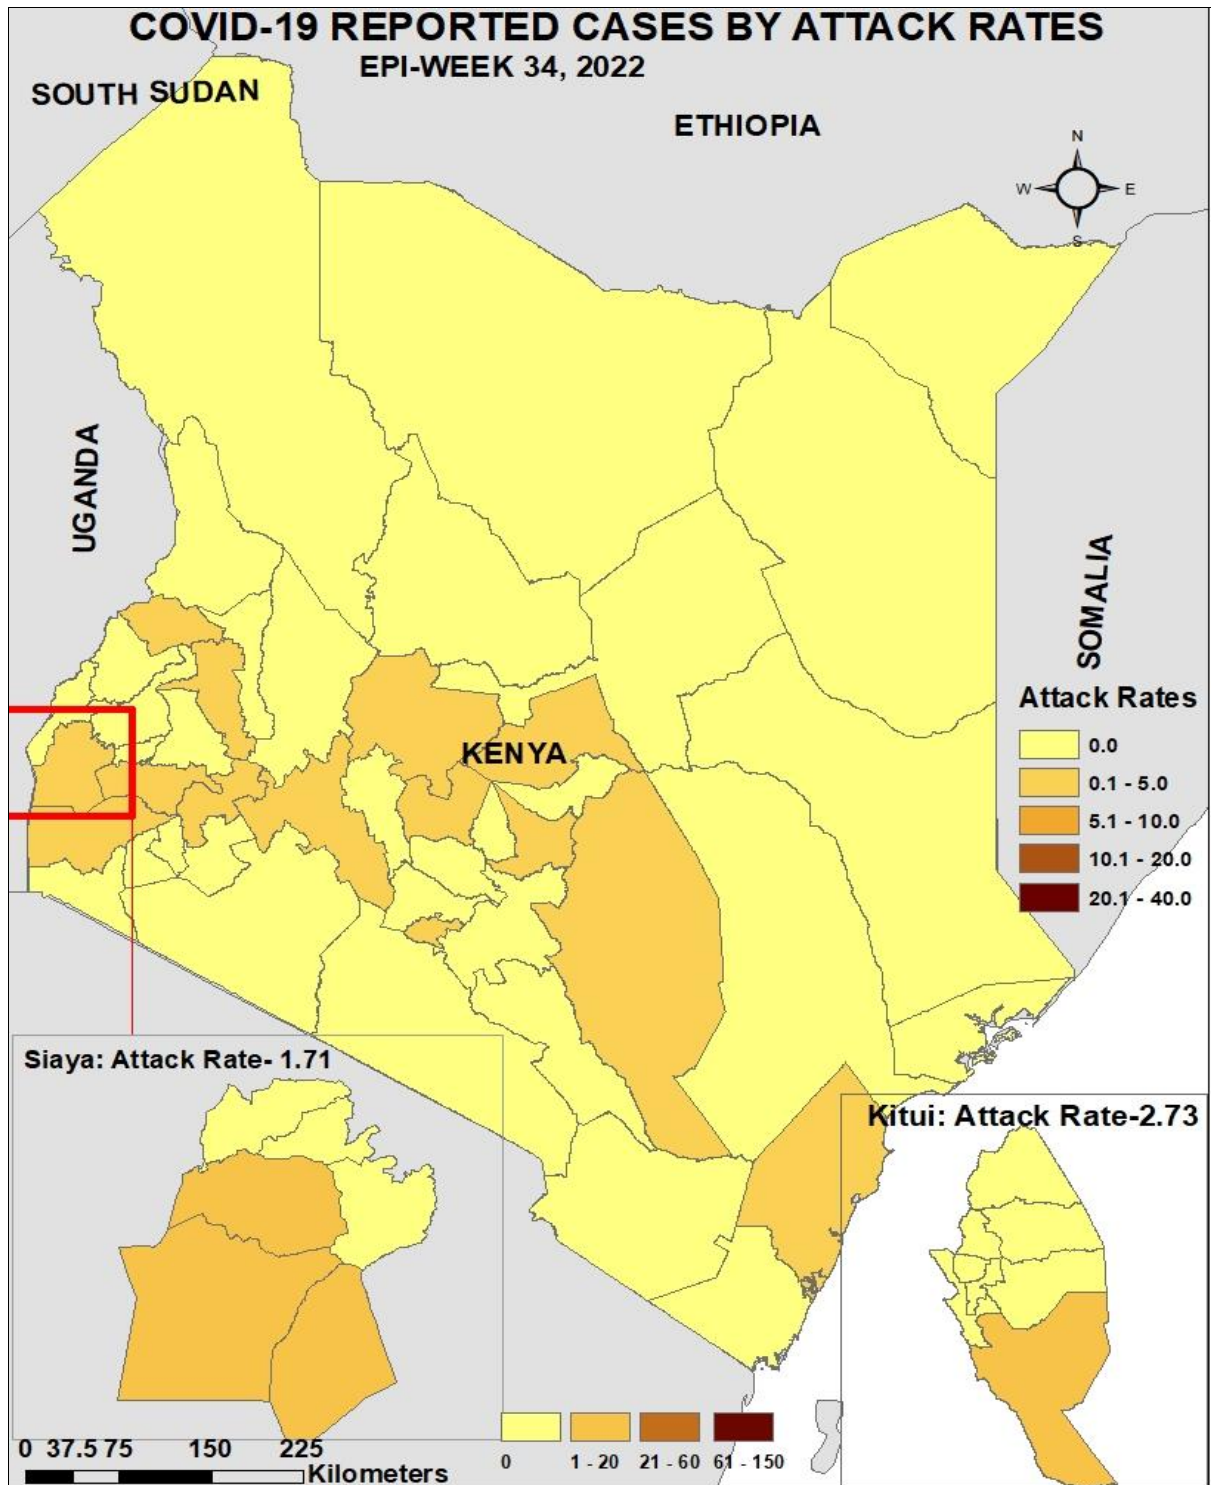 COVID-19 REPORTED CASES BY ATTACK RATES
EPI-WEEK 34, 2022
SOUTH SUDAN
ETHIOPIA
N
W E
S
UGANDA
SOMALIA
KENYA
Attack Rates
0.0
0.1 - 5.0
5.1 - 10.0
10.1 - 20.0
20.1 - 40.0
Siaya: Attack Rate- 1.71
Kitui: Attack Rate-2.73
0 37.5 75 150 225
Kilometers
0 1 - 20 21 - 60 61 - 150